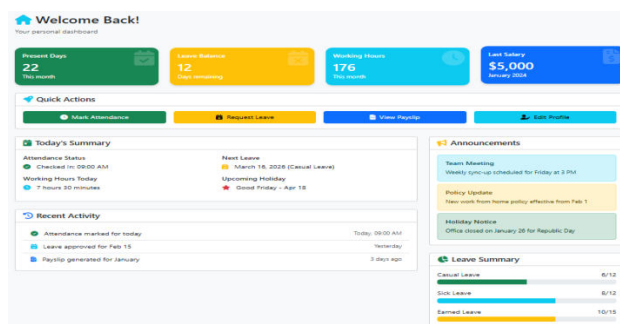 Welcome Back!
Your personal dashboard
Present Days
22
This month
Leave Balance
12
Days remaining
Working Hours
176
This month
Last Salary
$5,000
January 2024
Quick Actions
Mark Attendance
Request Leave
View Payslip
Edit Profile
Today's Summary
Attendance Status
Checked In: 09:00 AM
Working Hours Today
7 hours 30 minutes
Next Leave
March 16, 2026 (Casual Leave)
Upcoming Holiday
Good Friday - Apr 18
Recent Activity
Attendance marked for today
Today, 09:00 AM
Leave approved for Feb 15
Yesterday
Payslip generated for January
3 days ago
Announcements
Team Meeting
Weekly sync-up scheduled for Friday at 3 PM
Policy Update
New work from home policy effective from Feb 1
Holiday Notice
Office closed on January 26 for Republic Day
Leave Summary
Casual Leave
6/12
Sick Leave
8/12
Earned Leave
10/15